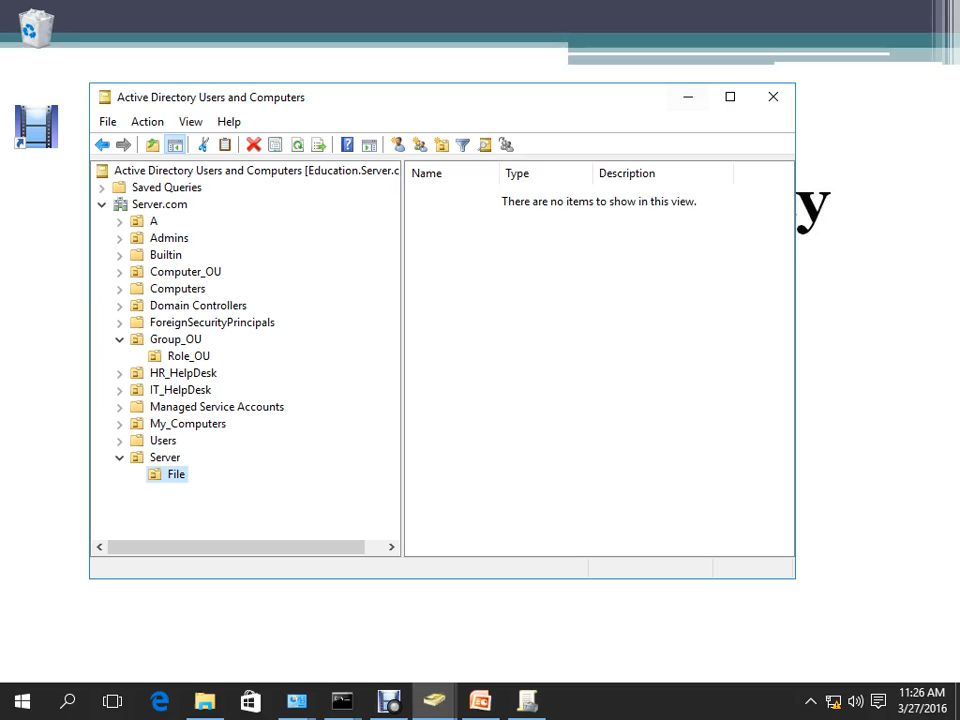 Active Directory Users and Computers
File Action View Help
Active Directory Users and Computers [Education.Server.c
Saved Queries
Server.com
A
Admins
Builtin
Computer_OU
Computers
Domain Controllers
ForeignSecurityPrincipals
Group_OU
Role_OU
HR_HelpDesk
IT_HelpDesk
Managed Service Accounts
My_Computers
Users
Server
File
Name Type Description
There are no items to show in this view.
y
11:26 AM
3/27/2016